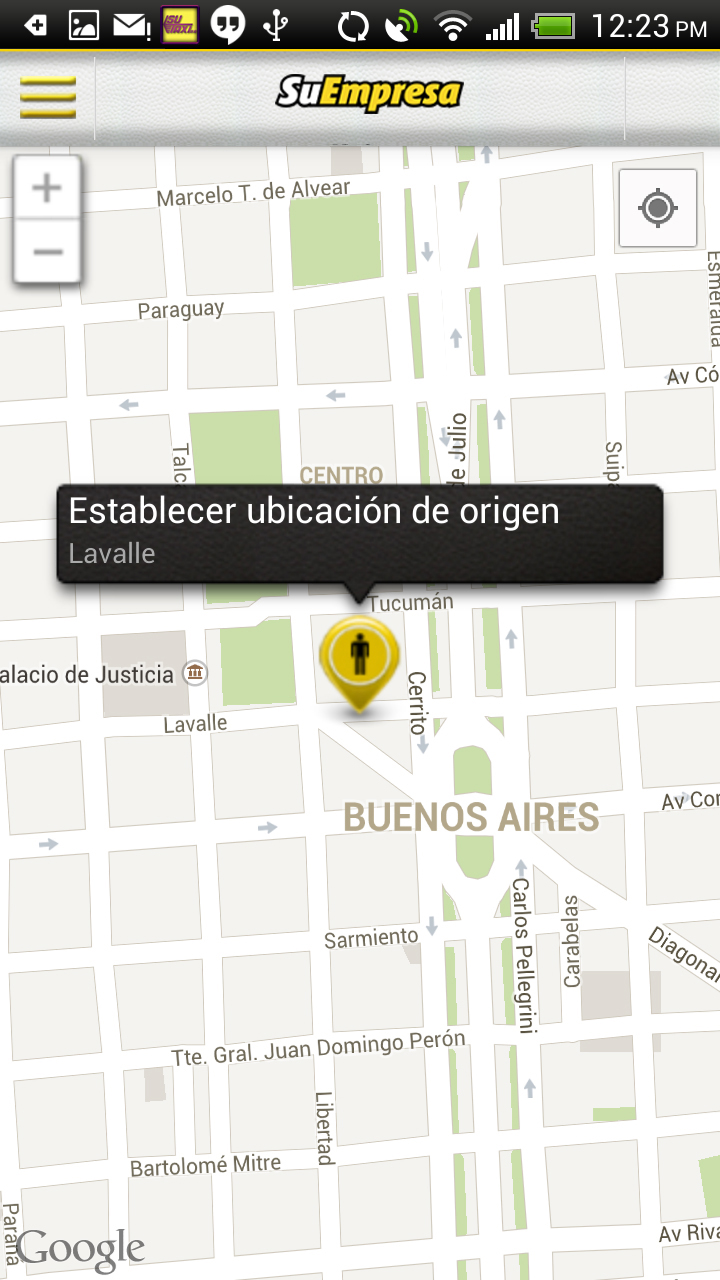 12:23 PM
SuEmpresa
Marcelo T. de Alvear
Paraguay
Esmeralda
Av Có
Talc
de Julio
Suipa
CENTRO
Establecer ubicación de origen
Lavalle
Tucumán
alacio de Justicia
Cerrito
Lavalle
BUENOS AIRES
Av Cor
Carlos Pellegrini
Carabelas
Sarmiento
Diagonal
Tte. Gral. Juan Domingo Perón
Libertad
Bartolomé Mitre
Paraná
Google
Av Riva